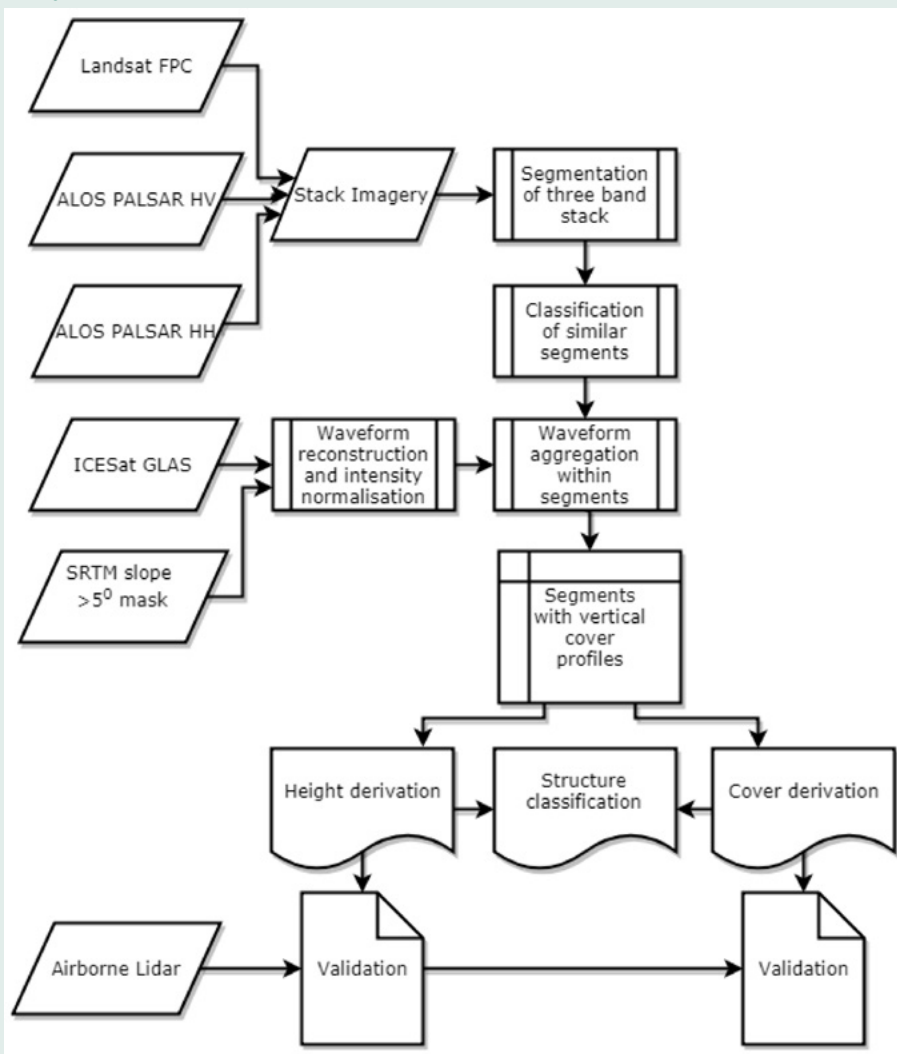 Landsat FPC
ALOS PALSAR HV
Stack Imagery
Segmentation
of three band
stack
ALOS PALSAR HH
Classification
of similar
segments
ICESat GLAS
Waveform
reconstruction
and intensity
normalisation
Waveform
aggregation
within
segments
SRTM slope
>5⁰ mask
Segments
with vertical
cover
profiles
Height derivation
Structure
classification
Cover derivation
Airborne Lidar
Validation
Validation